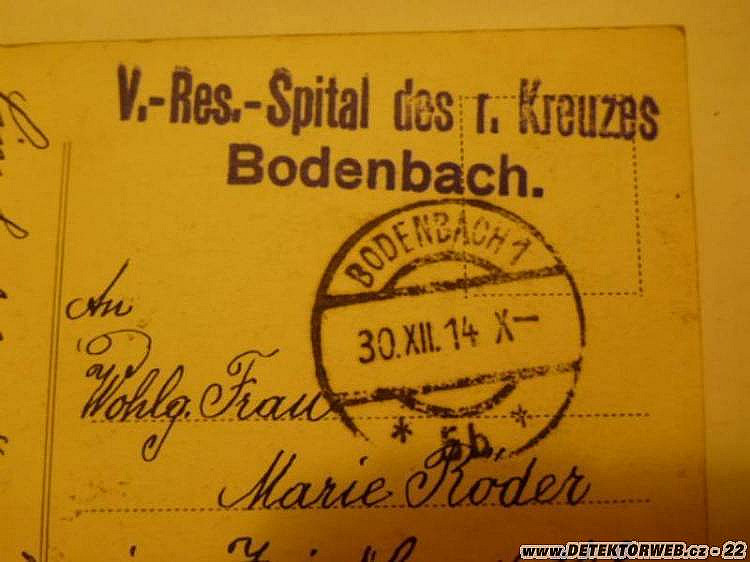 V.-Res.-Spital des r. Kreuzes
Bodenbach.
BODENBACH 1
30.XII.14 X—
* 5b *
An
Wohlg. Frau
Marie Röder
www.DETEKTORWEB.cz - 22